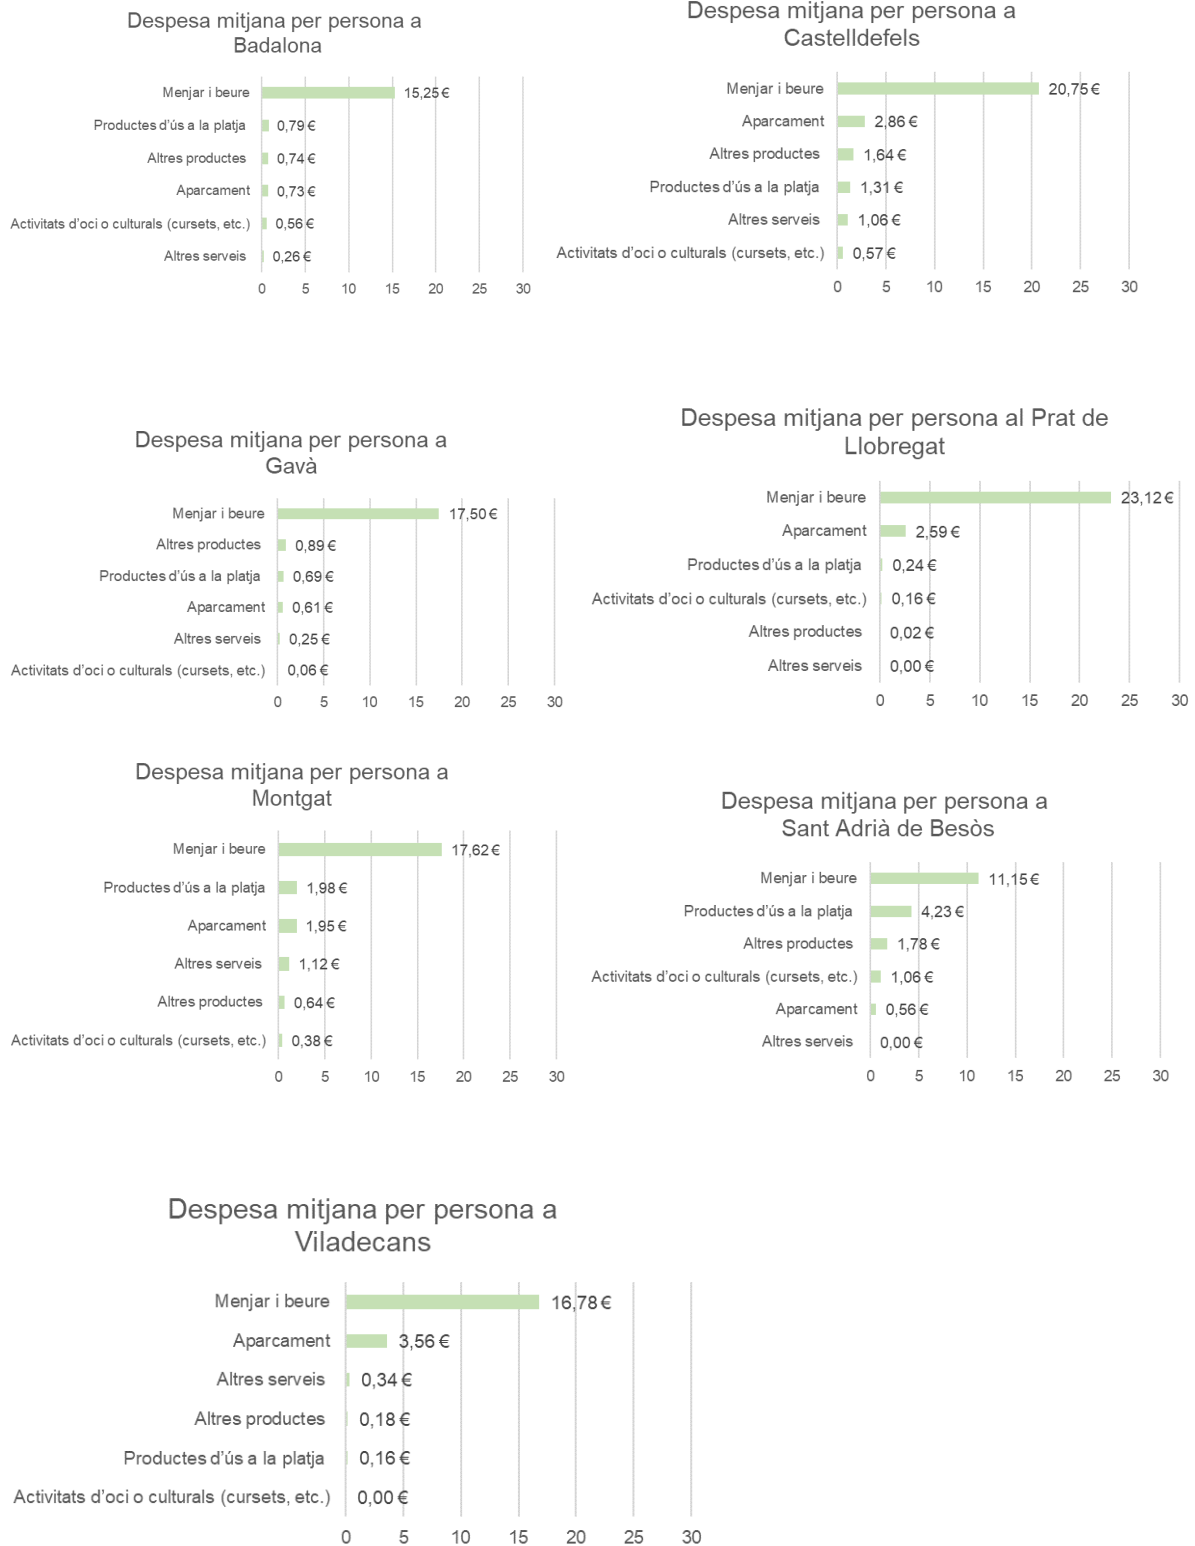 Despesa mitjana per persona a
Badalona
Menjar i beure 15,25 €
Productes d'ús a la platja 0,79 €
Altres productes 0,74 €
Aparcament 0,73 €
Activitats d'oci o culturals (cursets, etc.) 0,56 €
Altres serveis 0,26 €
0 5 10 15 20 25 30
Despesa mitjana per persona a
Castelldefels
Menjar i beure 20,75 €
Aparcament 2,86 €
Altres productes 1,64 €
Productes d'ús a la platja 1,31 €
Altres serveis 1,06 €
Activitats d'oci o culturals (cursets, etc.) 0,57 €
0 5 10 15 20 25 30
Despesa mitjana per persona a
Gavà
Menjar i beure 17,50 €
Altres productes 0,89 €
Productes d'ús a la platja 0,69 €
Aparcament 0,61 €
Altres serveis 0,25 €
Activitats d'oci o culturals (cursets, etc.) 0,06 €
0 5 10 15 20 25 30
Despesa mitjana per persona al Prat de
Llobregat
Menjar i beure 23,12 €
Aparcament 2,59 €
Productes d'ús a la platja 0,24 €
Activitats d'oci o culturals (cursets, etc.) 0,16 €
Altres productes 0,02 €
Altres serveis 0,00 €
0 5 10 15 20 25 30
Despesa mitjana per persona a
Montgat
Menjar i beure 17,62 €
Productes d'ús a la platja 1,98 €
Aparcament 1,95 €
Altres serveis 1,12 €
Altres productes 0,64 €
Activitats d'oci o culturals (cursets, etc.) 0,38 €
0 5 10 15 20 25 30
Despesa mitjana per persona a
Sant Adrià de Besòs
Menjar i beure 11,15 €
Productes d'ús a la platja 4,23 €
Altres productes 1,78 €
Activitats d'oci o culturals (cursets, etc.) 1,06 €
Aparcament 0,56 €
Altres serveis 0,00 €
0 5 10 15 20 25 30
Despesa mitjana per persona a
Viladecans
Menjar i beure 16,78 €
Aparcament 3,56 €
Altres serveis 0,34 €
Altres productes 0,18 €
Productes d'ús a la platja 0,16 €
Activitats d'oci o culturals (cursets, etc.) 0,00 €
0 5 10 15 20 25 30